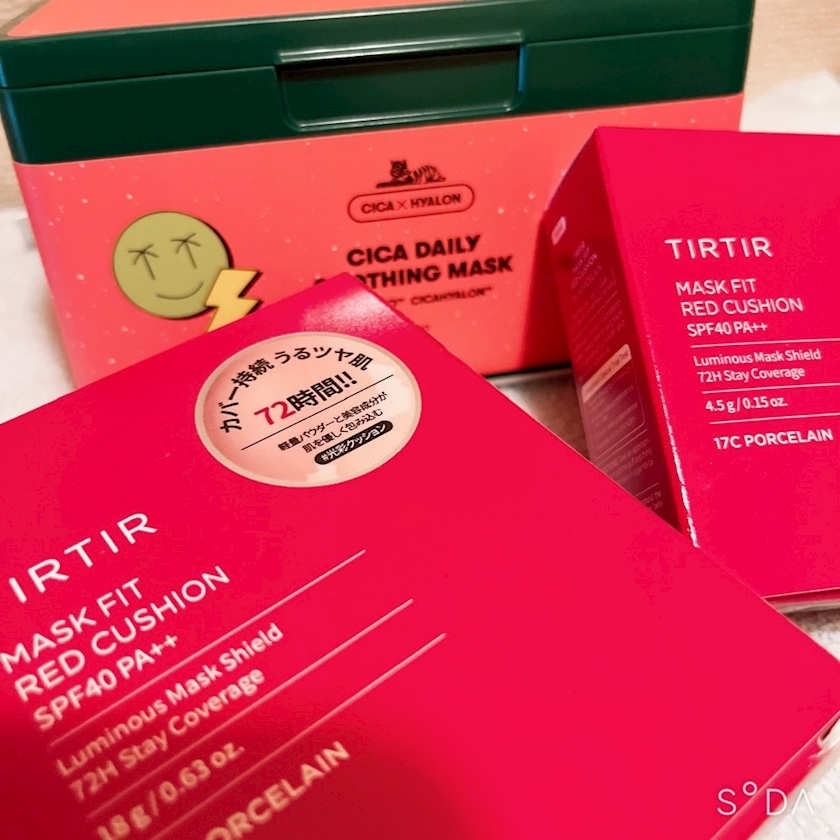 CICA×HYALON
CICA DAILY
MASK
CICAHYALON™
TIRTIR
MASK FIT
RED CUSHION
SPF40 PA++
Luminous Mask Shield
72H Stay Coverage
4.5 g / 0.15 oz.
17C PORCELAIN
カバー持続 うるツヤ肌
72時間!!
軽量パウダーと美容成分が
肌を優しく包み込む
#光彩クッション
IRTIR
MASK FIT
RED CUSHION
SPF40 PA++
Luminous Mask Shield
72H Stay Coverage
18 g / 0.63 oz.
ORCELAIN
SODA